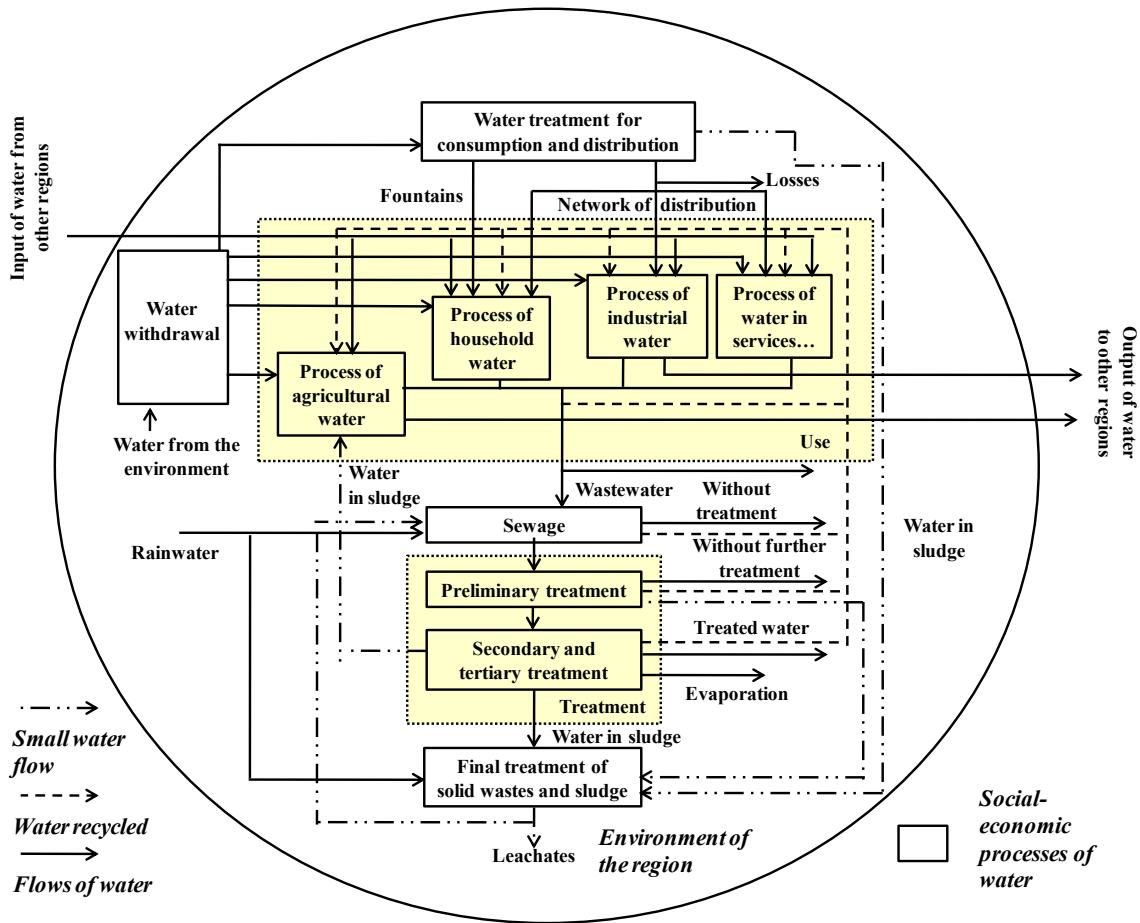 Water treatment for
consumption and distribution
Input of water from
other regions
Fountains
Losses
Network of distribution
Water
withdrawal
Process of
household
water
Process of
industrial
water
Process of
water in
services…
Process of
agricultural
water
Output of water
to other regions
Use
Water from the
environment
Water
in sludge
Wastewater
Without
treatment
Sewage
Rainwater
Without further
treatment
Water in
sludge
Preliminary treatment
Treated water
Secondary and
tertiary treatment
Evaporation
Treatment
Water in sludge
Final treatment of
solid wastes and sludge
Leachates
Environment of
the region
Small water
flow
Water recycled
Flows of water
Social-
economic
processes of
water